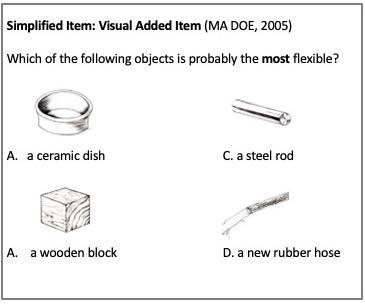 Simplified Item: Visual Added Item (MA DOE, 2005)
Which of the following objects is probably the most flexible?
A. a ceramic dish
C. a steel rod
A. a wooden block
D. a new rubber hose